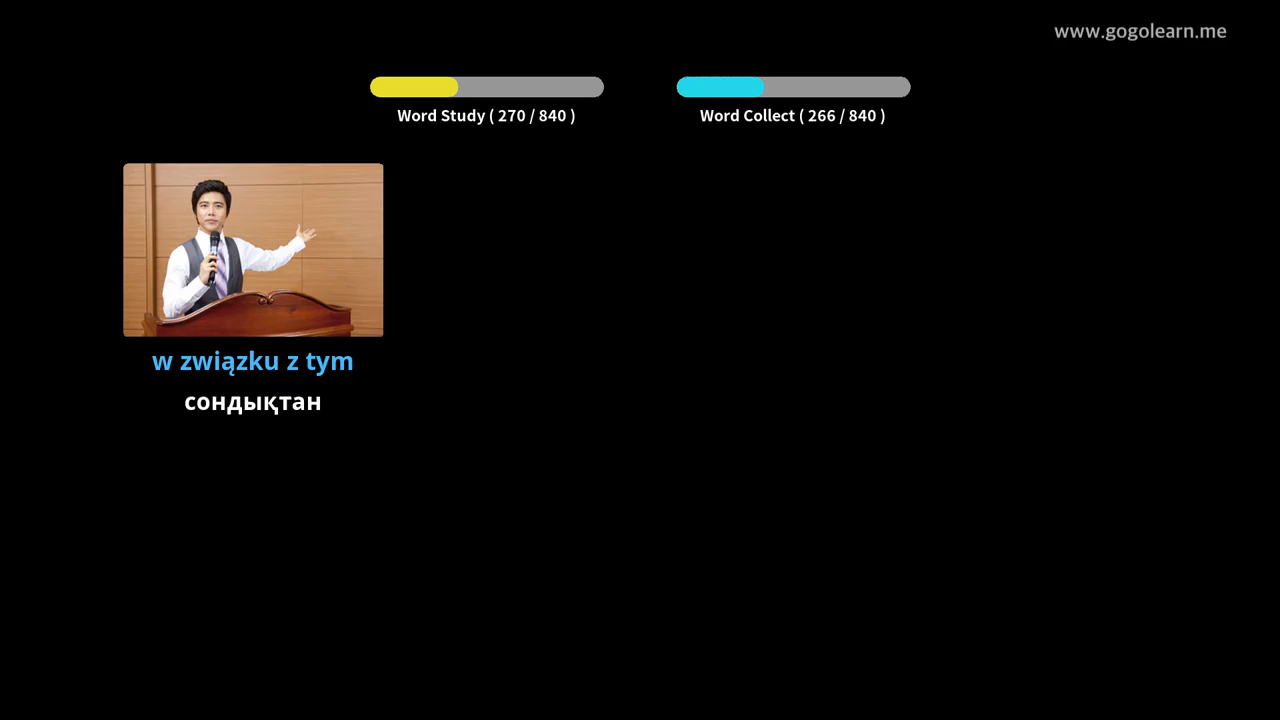 www.gogolearn.me
Word Study ( 270 / 840 )
Word Collect ( 266 / 840 )
w związku z tym
сондықтан